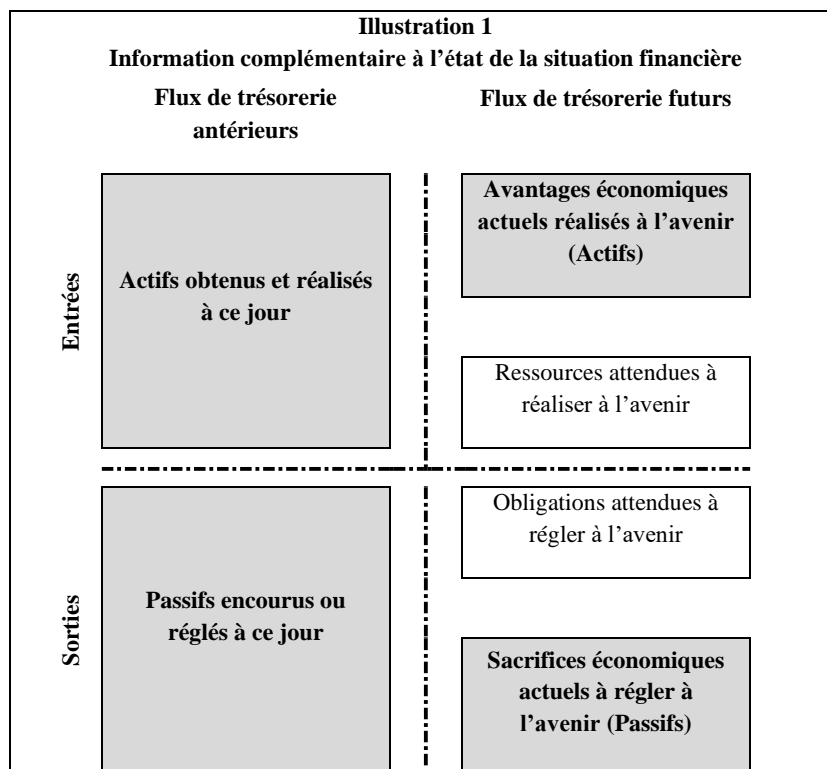 Illustration 1
Information complémentaire à l’état de la situation financière
Flux de trésorerie
antérieurs
Flux de trésorerie futurs
Entrées
Actifs obtenus et réalisés
à ce jour
Avantages économiques
actuels réalisés à l’avenir
(Actifs)
Ressources attendues à
réaliser à l’avenir
Sorties
Passifs encourus ou
réglés à ce jour
Obligations attendues à
régler à l’avenir
Sacrifices économiques
actuels à régler à
l’avenir (Passifs)